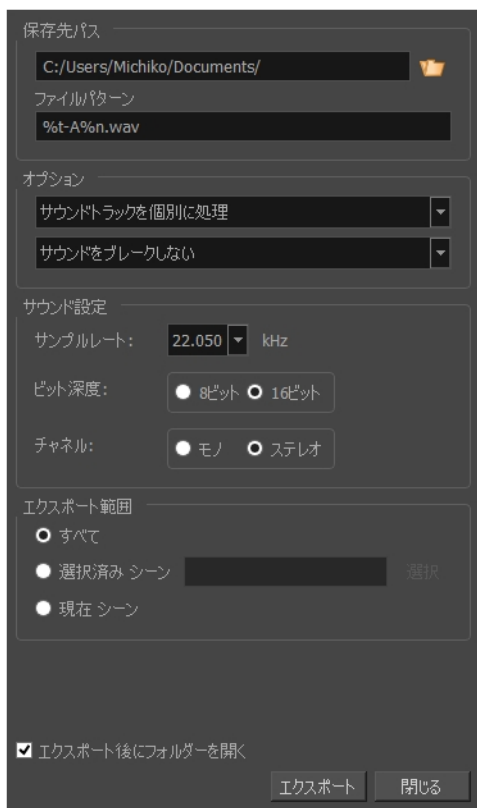 保存先パス
C:/Users/Michiko/Documents/
ファイルパターン
%t-A%n.wav
オプション
サウンドトラックを個別に処理
サウンドをブレークしない
サウンド設定
サンプルレート: 22.050 kHz
ビット深度: 8ビット 16ビット
チャネル: モノ ステレオ
エクスポート範囲
すべて
選択済み シーン 選択
現在 シーン
エクスポート後にフォルダーを開く
エクスポート 閉じる